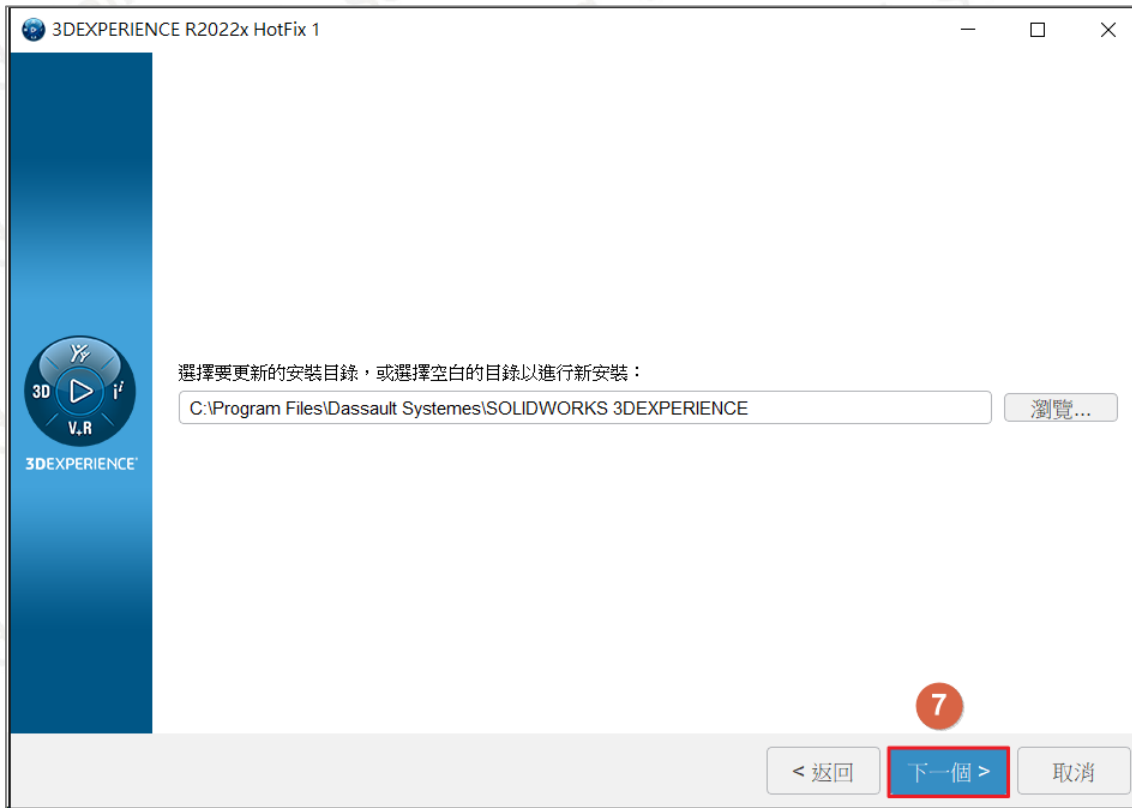 3DEXPERIENCE R2022x HotFix 1
3D
i
V+R
3DEXPERIENCE
選擇要更新的安裝目錄，或選擇空白的目錄以進行新安裝：
C:\Program Files\Dassault Systemes\SOLIDWORKS 3DEXPERIENCE
瀏覽...
7
< 返回
下一個 >
取消